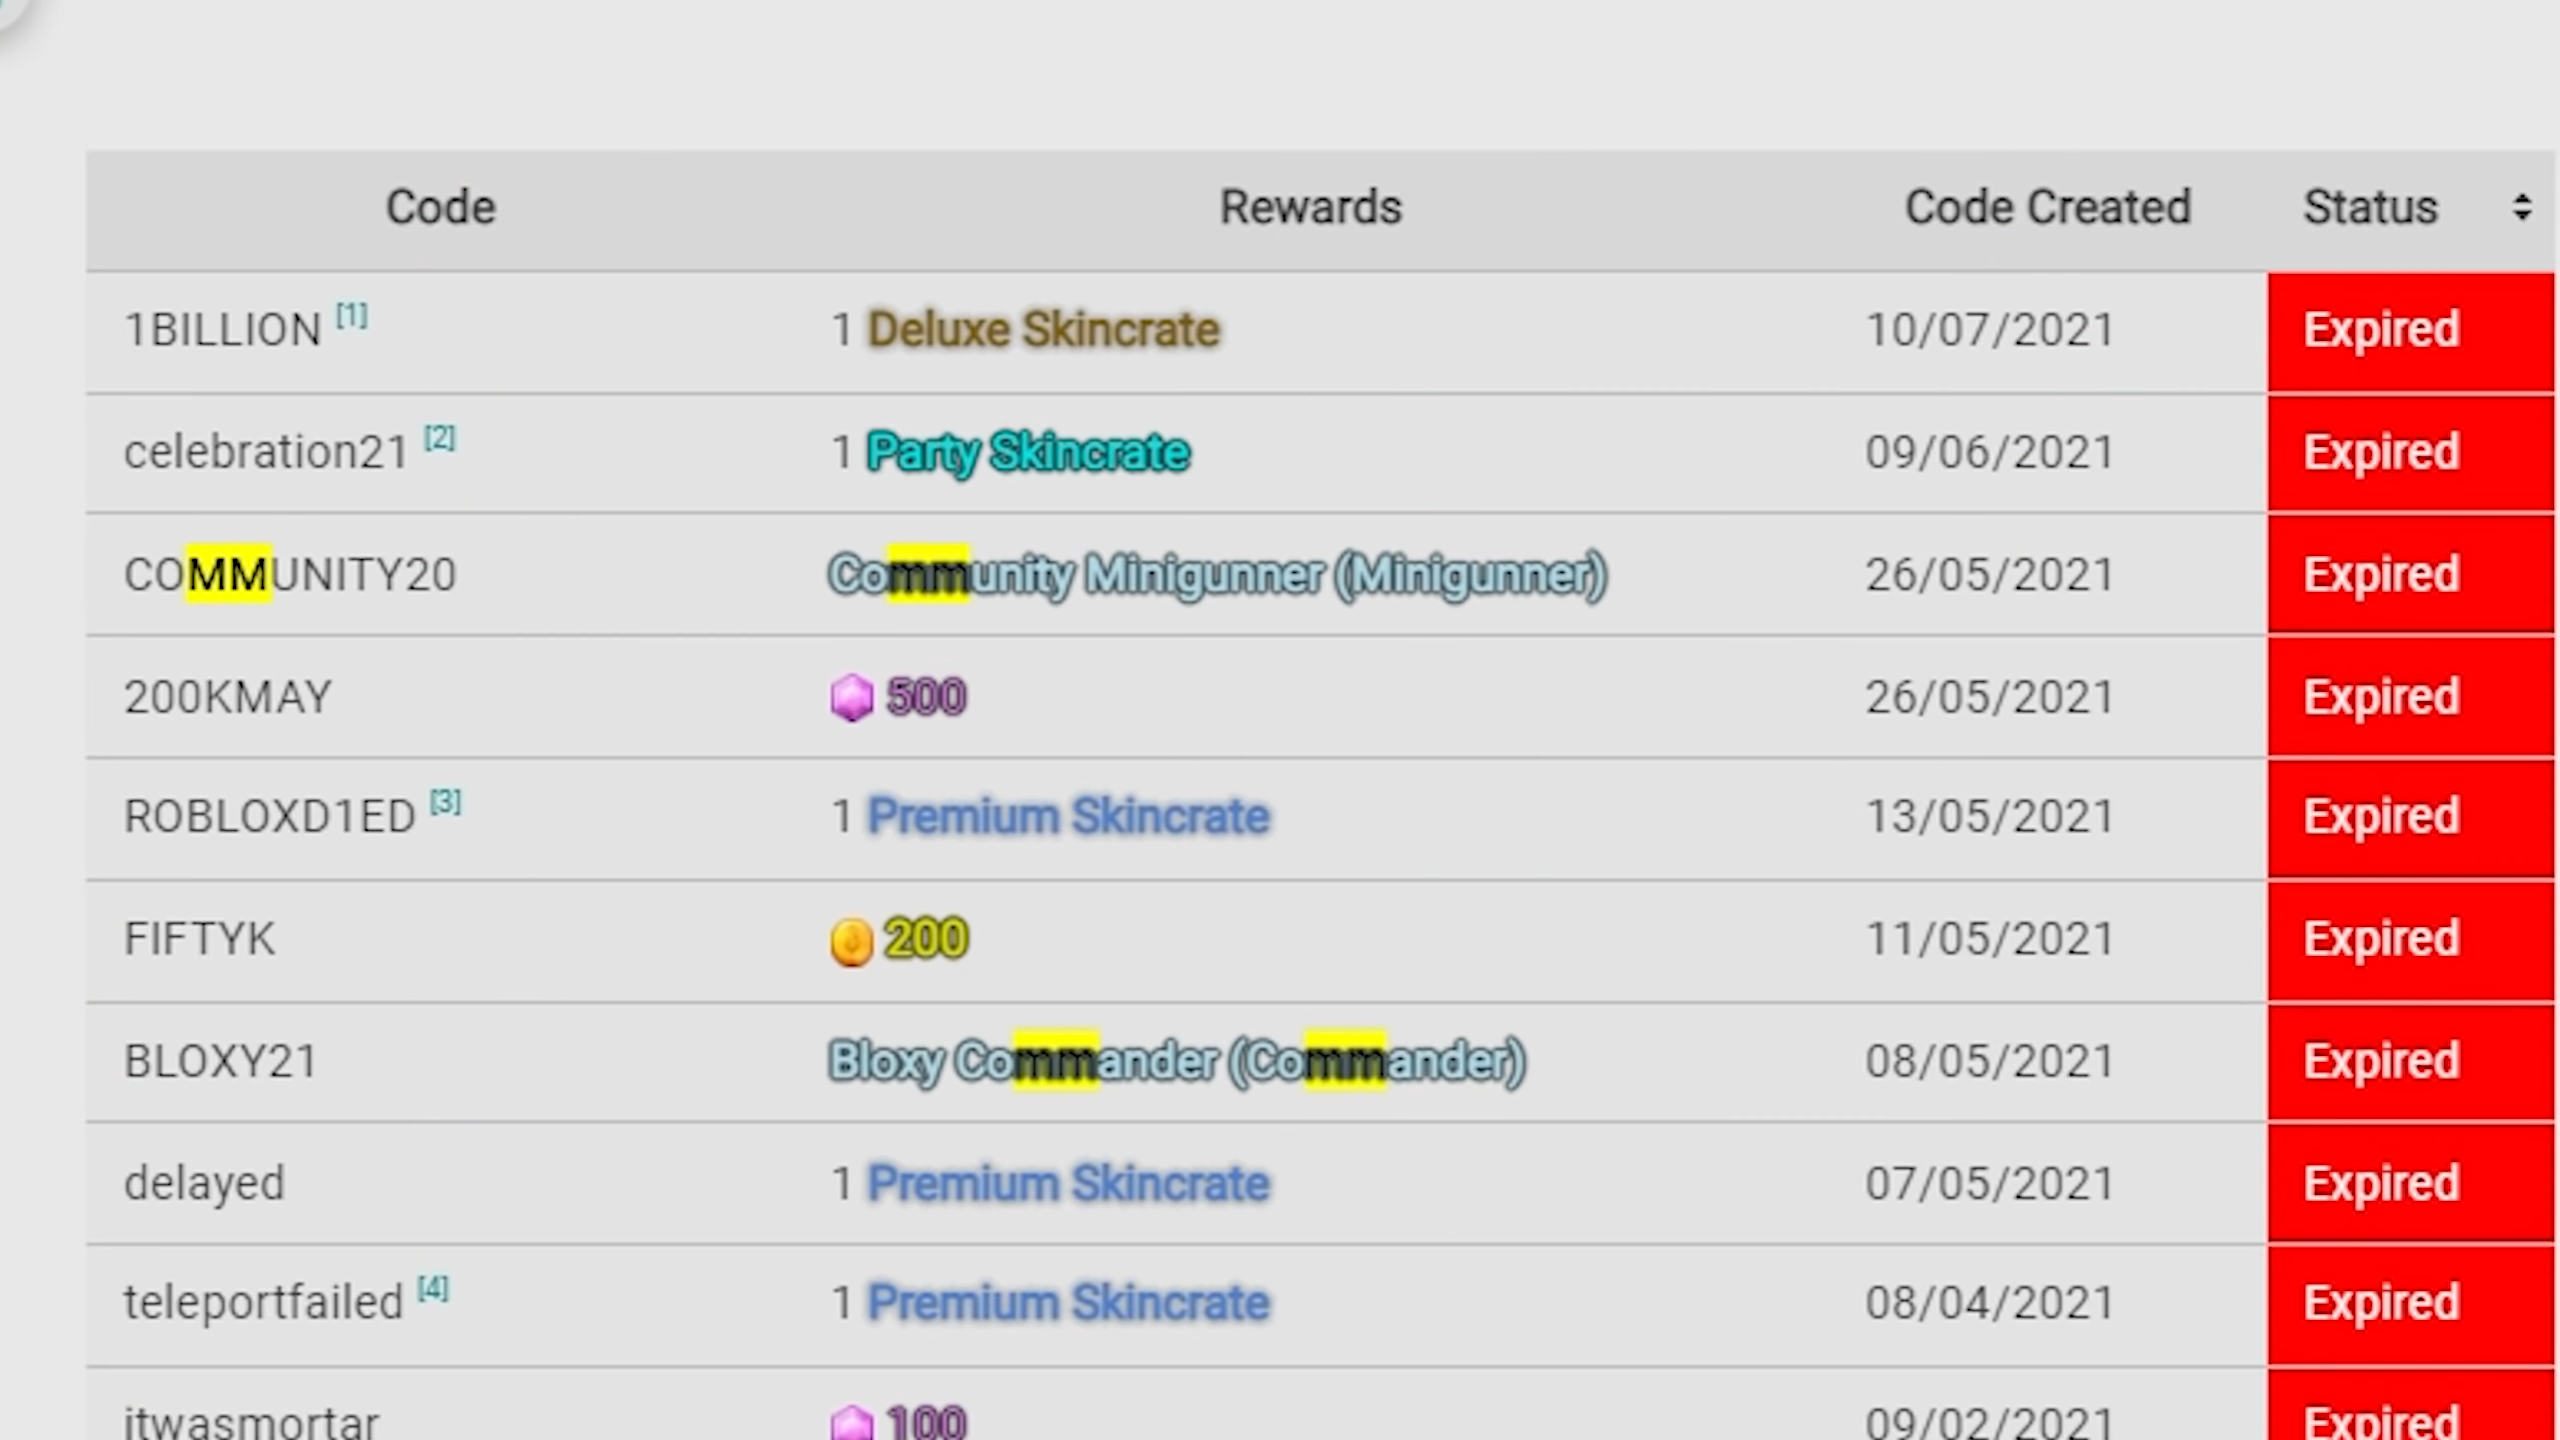 Code Rewards Code Created Status
1BILLION [1] 1 Deluxe Skincrate 10/07/2021 Expired
celebration21 [2] 1 Party Skincrate 09/06/2021 Expired
COMMUNITY20 Community Minigunner (Minigunner) 26/05/2021 Expired
200KMAY 500 26/05/2021 Expired
ROBLOXD1ED [3] 1 Premium Skincrate 13/05/2021 Expired
FIFTYK 200 11/05/2021 Expired
BLOXY21 Bloxy Commander (Commander) 08/05/2021 Expired
delayed 1 Premium Skincrate 07/05/2021 Expired
teleportfailed [4] 1 Premium Skincrate 08/04/2021 Expired
itwasmortar 100 09/02/2021 Expired